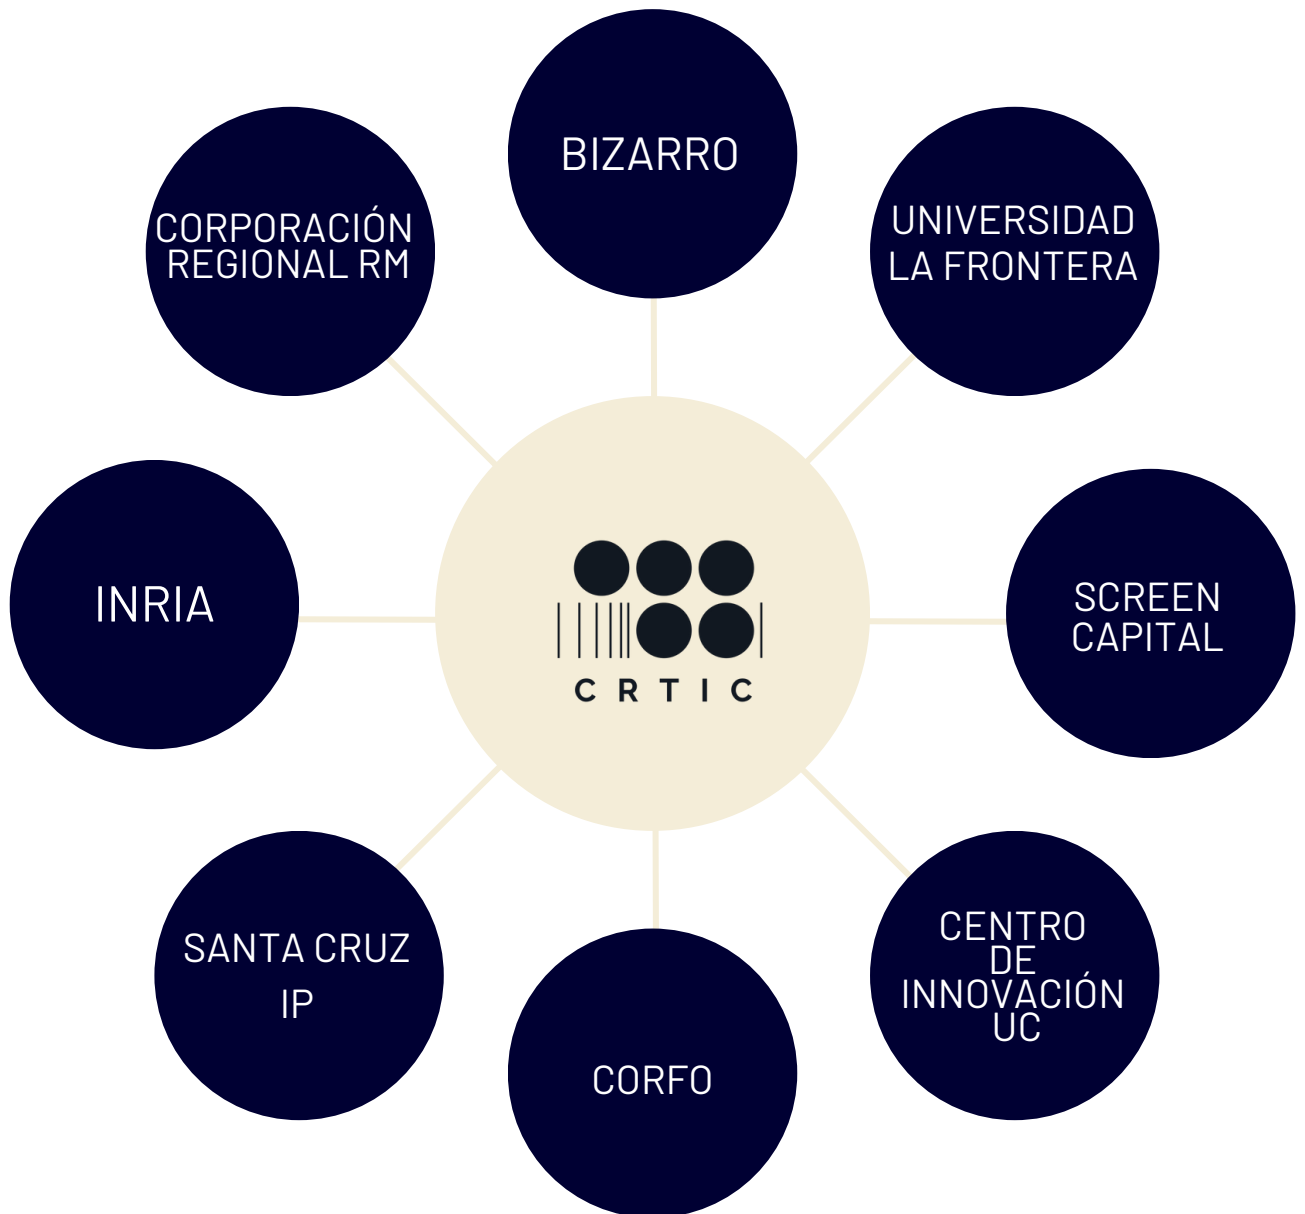 BIZARRO
UNIVERSIDAD
LA FRONTERA
CORPORACIÓN
REGIONAL RM
SCREEN
CAPITAL
INRIA
CRTIC
CENTRO
DE
INNOVACIÓN
UC
SANTA CRUZ
IP
CORFO